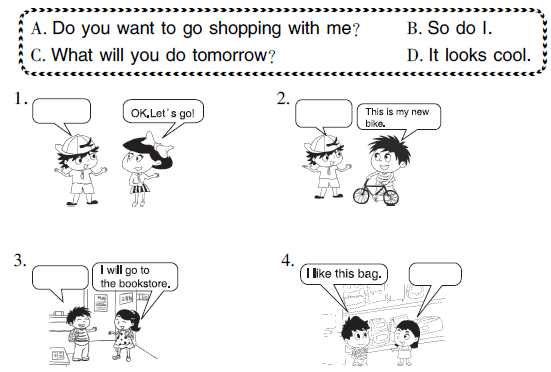 A. Do you want to go shopping with me? B. So do I.
C. What will you do tomorrow? D. It looks cool.
1.
OK.Let's go!
2.
This is my new
bike.
3.
I will go to
the bookstore.
4.
I like this bag.